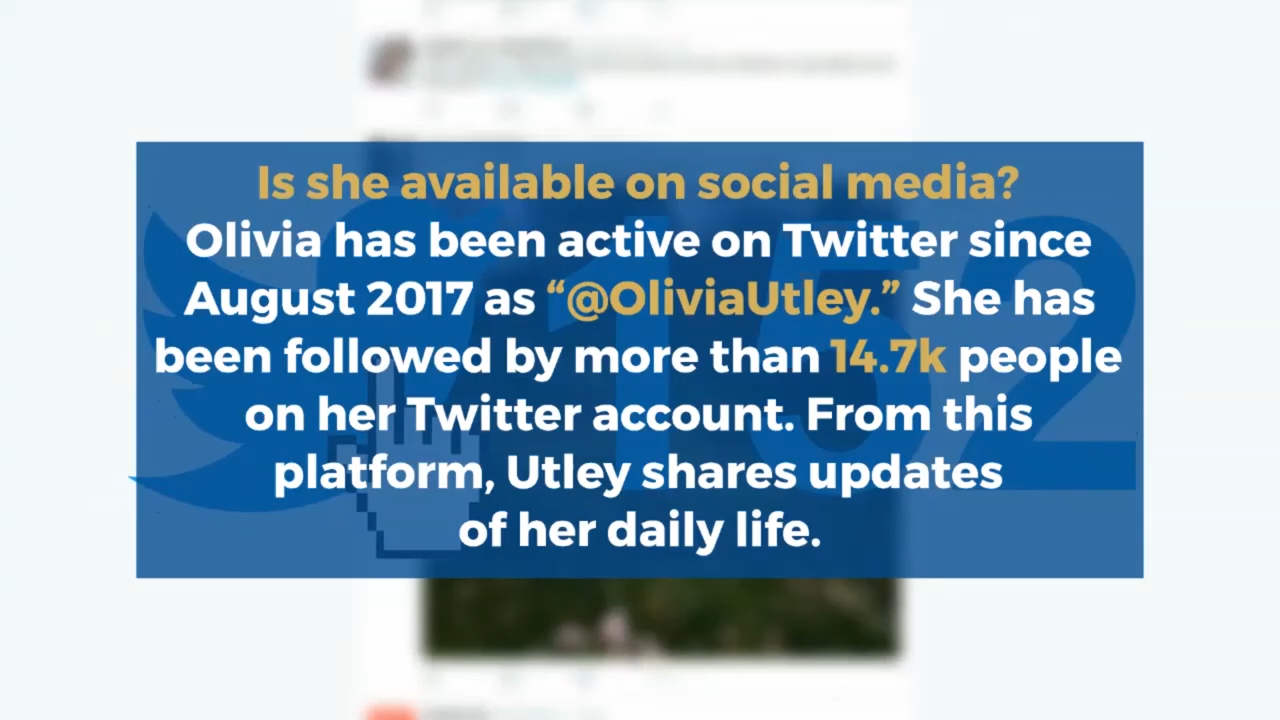 Is she available on social media?
Olivia has been active on Twitter since
August 2017 as “@OliviaUtley.” She has
been followed by more than 14.7k people
on her Twitter account. From this
platform, Utley shares updates
of her daily life.
152